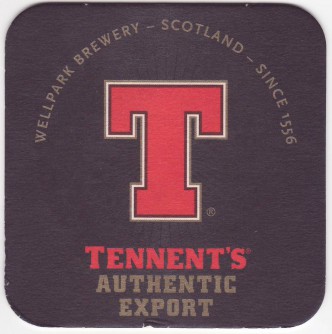 WELLPARK BREWERY – SCOTLAND – SINCE 1556
T®
TENNENT'S®
AUTHENTIC
EXPORT